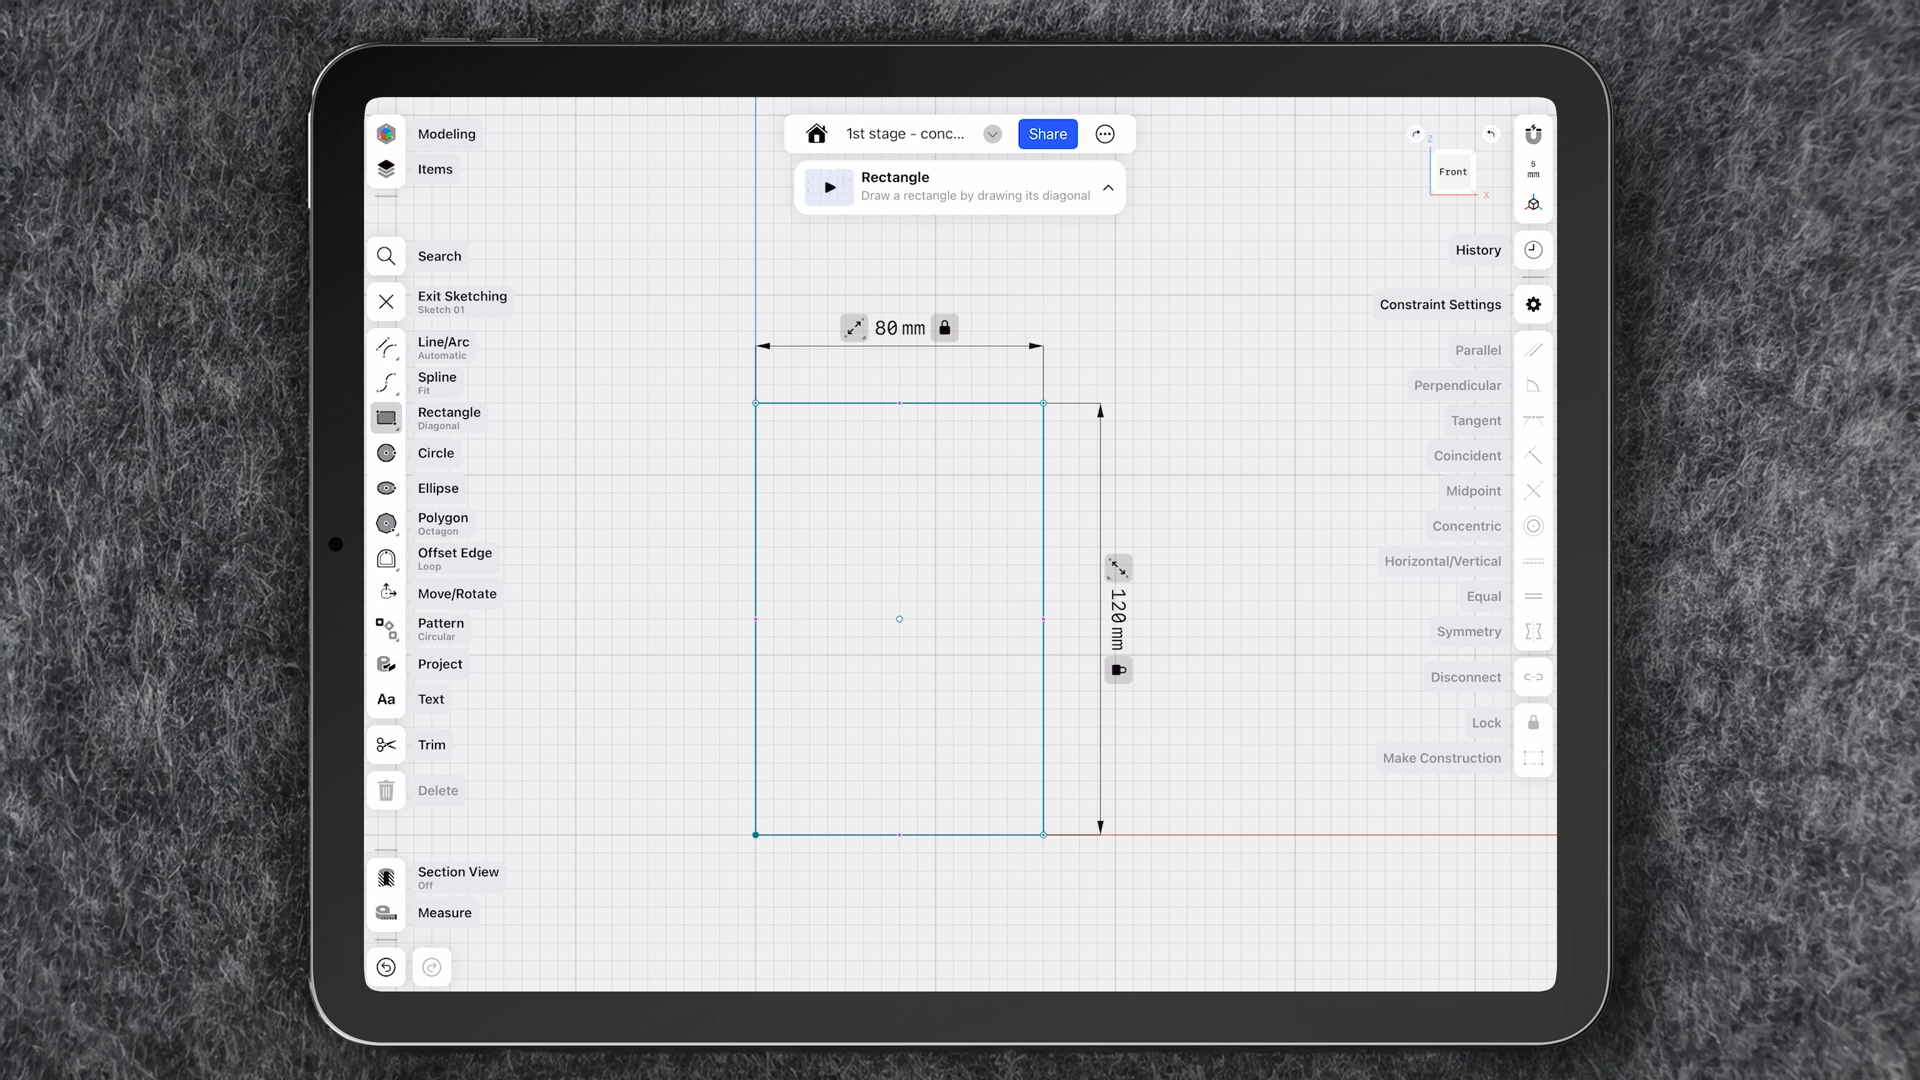 Modeling
Items
1st stage - conc...
Share
Rectangle
Draw a rectangle by drawing its diagonal
Z
Front
X
5
mm
Search
History
Exit Sketching
Sketch 01
Constraint Settings
Line/Arc
Automatic
Spline
Fit
Rectangle
Diagonal
Circle
Ellipse
Polygon
Octagon
Offset Edge
Loop
Move/Rotate
Pattern
Circular
Project
Aa Text
Trim
Delete
80 mm
120 mm
Parallel
Perpendicular
Tangent
Coincident
Midpoint
Concentric
Horizontal/Vertical
Equal
Symmetry
Disconnect
Lock
Make Construction
Section View
Off
Measure